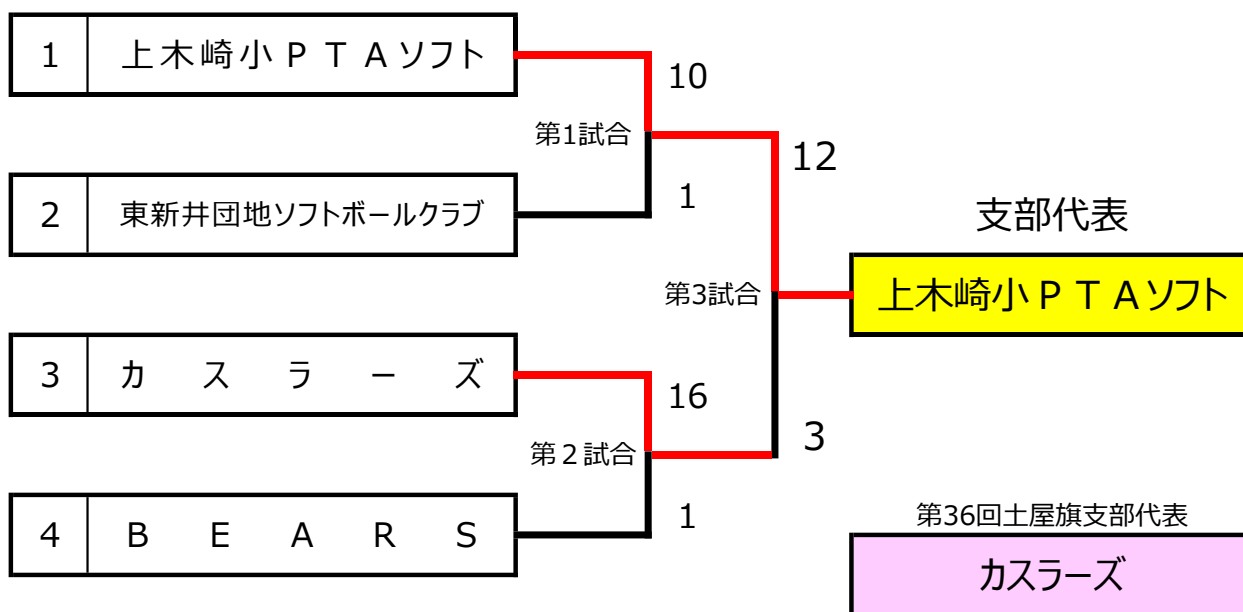 1 上木崎小ＰＴＡソフト
10
第1試合
12
1
2 東新井団地ソフトボールクラブ
支部代表
第3試合
上木崎小ＰＴＡソフト
3 カスラーズ
16
第２試合
3
1
4 ＢＥＡＲＳ
第36回土屋旗支部代表
カスラーズ